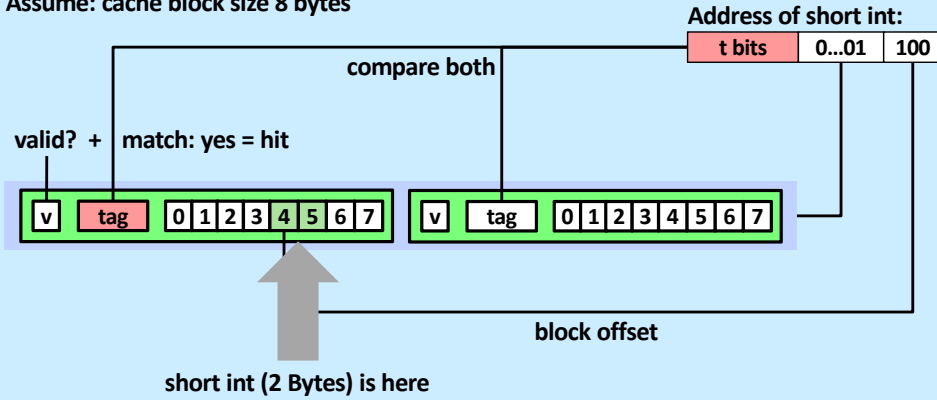 Assume: cache block size 8 bytes
Address of short int:
t bits 0...01 100
compare both
valid? + match: yes = hit
v tag 0 1 2 3 4 5 6 7 v tag 0 1 2 3 4 5 6 7
block offset
short int (2 Bytes) is here